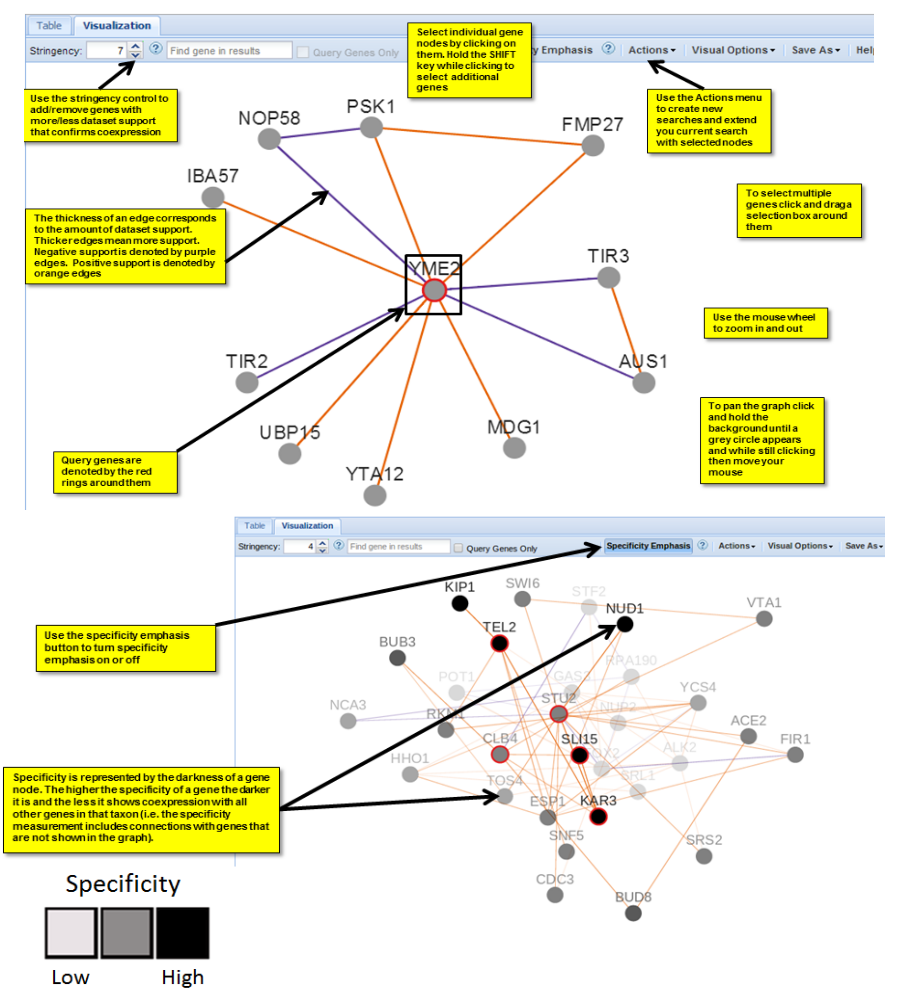 Table
Visualization
Stringency:
7
Find gene in results
Query Genes Only
y Emphasis
Actions
Visual Options
Save As
Hel
Select individual gene
nodes by clicking on
them. Hold the SHIFT
key while clicking to
select additional
genes
Use the stringency control to
add/remove genes with
more/less dataset support
that confirms coexpression
Use the Actions menu
to create new
searches and extend
you current search
with selected nodes
PSK1
NOP58
FMP27
IBA57
To select multiple
genes click and draga
selection box around
them
The thickness of an edge corresponds
to the amount of dataset support.
Thicker edges mean more support.
Negative support is denoted by purple
edges. Positive support is denoted by
orange edges
YME2
TIR3
Use the mouse wheel
to zoom in and out
TIR2
AUS1
To pan the graph click
and hold the
background until a
grey circle appears
and while still clicking
then move your
mouse
UBP15
MDG1
YTA12
Query genes are
denoted by the red
rings around them
Table
Visualization
Stringency:
4
Find gene in results
Query Genes Only
Specificity Emphasis
Actions
Visual Options
Save As
KIP1
SWI6
STF2
NUD1
VTA1
Use the specificity emphasis
button to turn specificity
emphasis on or off
TEL2
BUB3
RPA190
POT1
GAS3
YCS4
NCA3
STU2
NUP2
RKM1
ACE2
CLB4
SLI15
FIR1
ALK2
HHO1
TOS4
SRL1
ESP1
KAR3
Specificity is represented by the darkness of a gene
node. The higher the specificity of a gene the darker
it is and the less it shows coexpression with all
other genes in that taxon (i.e. the specificity
measurement includes connections with genes that
are not shown in the graph).
SNF5
SRS2
CDC3
BUD8
Specificity
Low
High